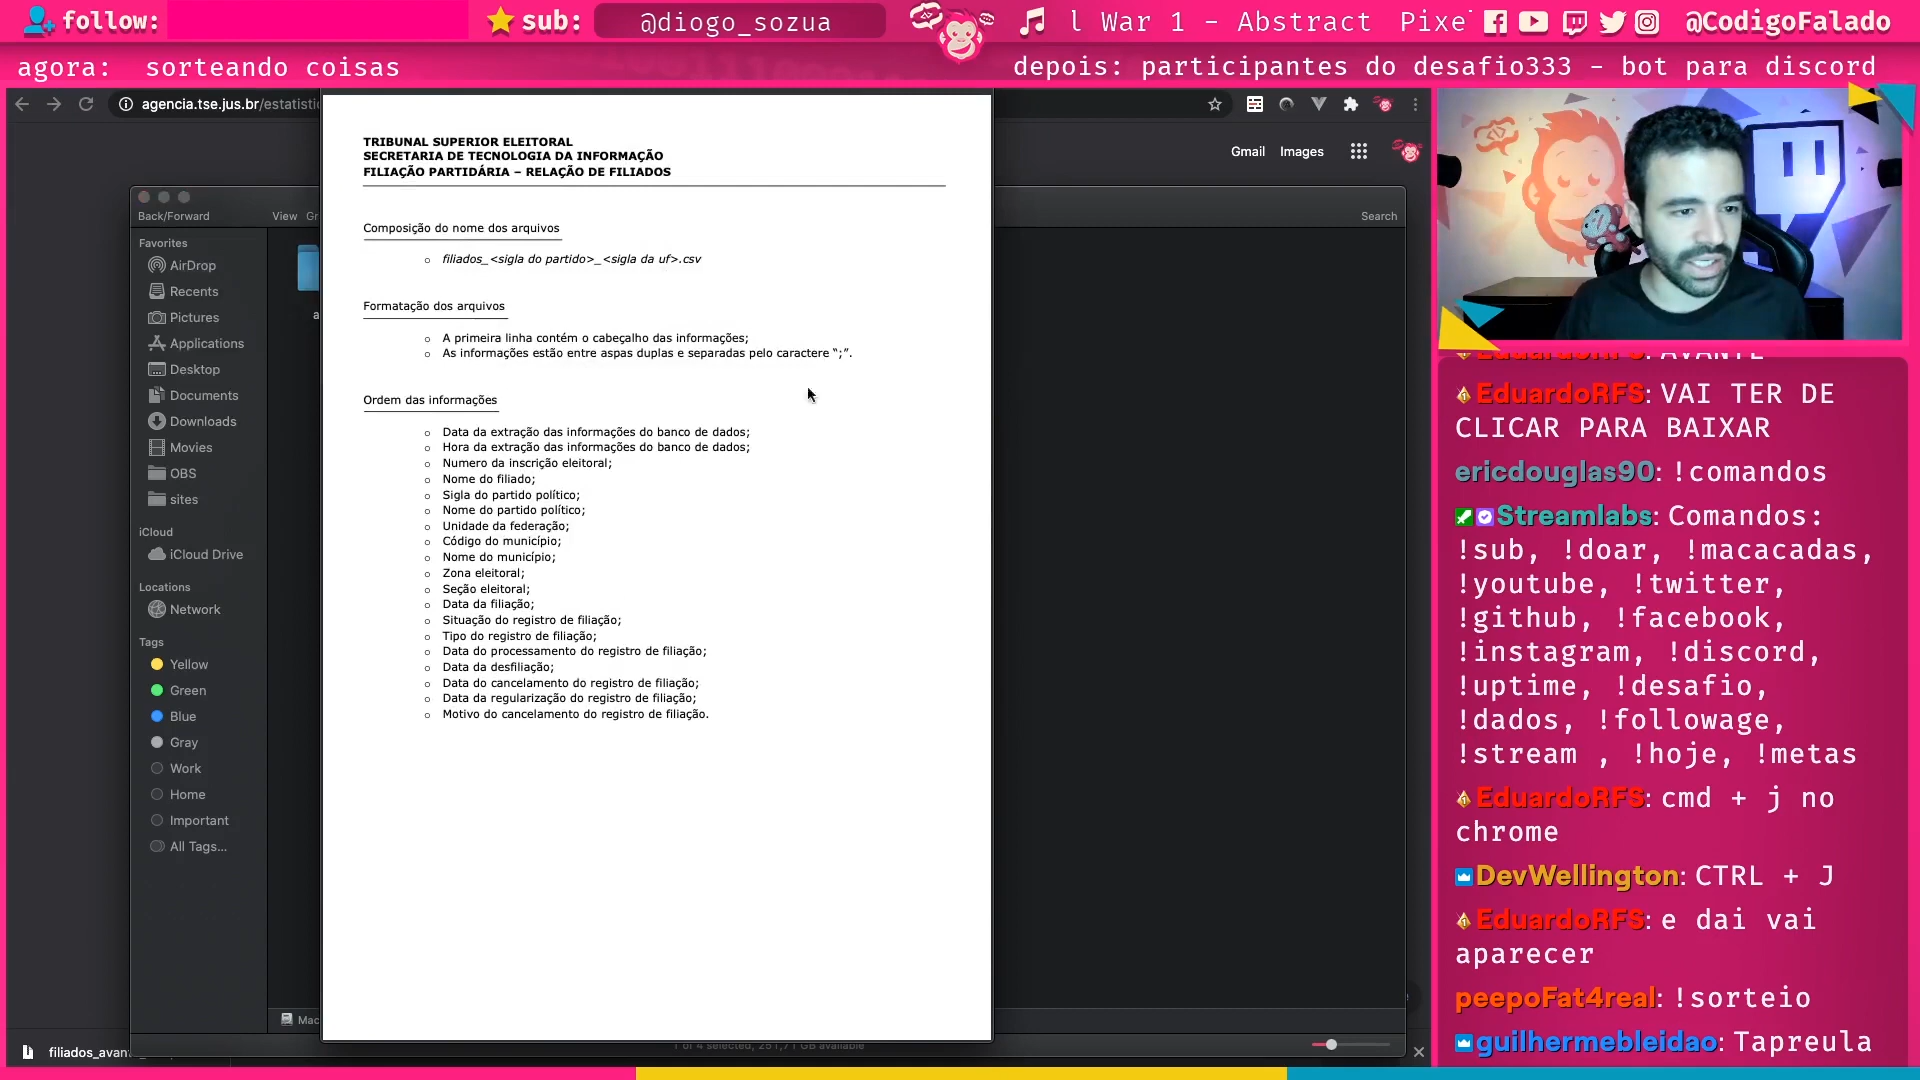 follow:
sub: @diogo_sozua
l War 1 - Abstract Pixe
@CodigoFalado
agora: sorteando coisas
depois: participantes do desafio333 - bot para discord
agencia.tse.jus.br/estatisti
Gmail Images
Back/Forward View Gr
Search
Favorites
AirDrop
Recents
Pictures
Applications
Desktop
Documents
Downloads
Movies
OBS
sites
iCloud
iCloud Drive
Locations
Network
Tags
Yellow
Green
Blue
Gray
Work
Home
Important
All Tags...
a
Mac
filiados_avan
1 of 4 selected, 251,71 GB available
TRIBUNAL SUPERIOR ELEITORAL
SECRETARIA DE TECNOLOGIA DA INFORMAÇÃO
FILIAÇÃO PARTIDÁRIA – RELAÇÃO DE FILIADOS
Composição do nome dos arquivos
filiados_<sigla do partido>_<sigla da uf>.csv
Formatação dos arquivos
A primeira linha contém o cabeçalho das informações;
As informações estão entre aspas duplas e separadas pelo caractere “;”.
Ordem das informações
Data da extração das informações do banco de dados;
Hora da extração das informações do banco de dados;
Numero da inscrição eleitoral;
Nome do filiado;
Sigla do partido político;
Nome do partido político;
Unidade da federação;
Código do município;
Nome do município;
Zona eleitoral;
Seção eleitoral;
Data da filiação;
Situação do registro de filiação;
Tipo do registro de filiação;
Data do processamento do registro de filiação;
Data da desfiliação;
Data do cancelamento do registro de filiação;
Data da regularização do registro de filiação;
Motivo do cancelamento do registro de filiação.
EduardoRFS: AVANTE
EduardoRFS: VAI TER DE
CLICAR PARA BAIXAR
ericdouglas90: !comandos
Streamlabs: Comandos:
!sub, !doar, !macacadas,
!youtube, !twitter,
!github, !facebook,
!instagram, !discord,
!uptime, !desafio,
!dados, !followage,
!stream , !hoje, !metas
EduardoRFS: cmd + j no
chrome
DevWellington: CTRL + J
EduardoRFS: e dai vai
aparecer
peepoFat4real: !sorteio
guilhermebleidao: Tapreula